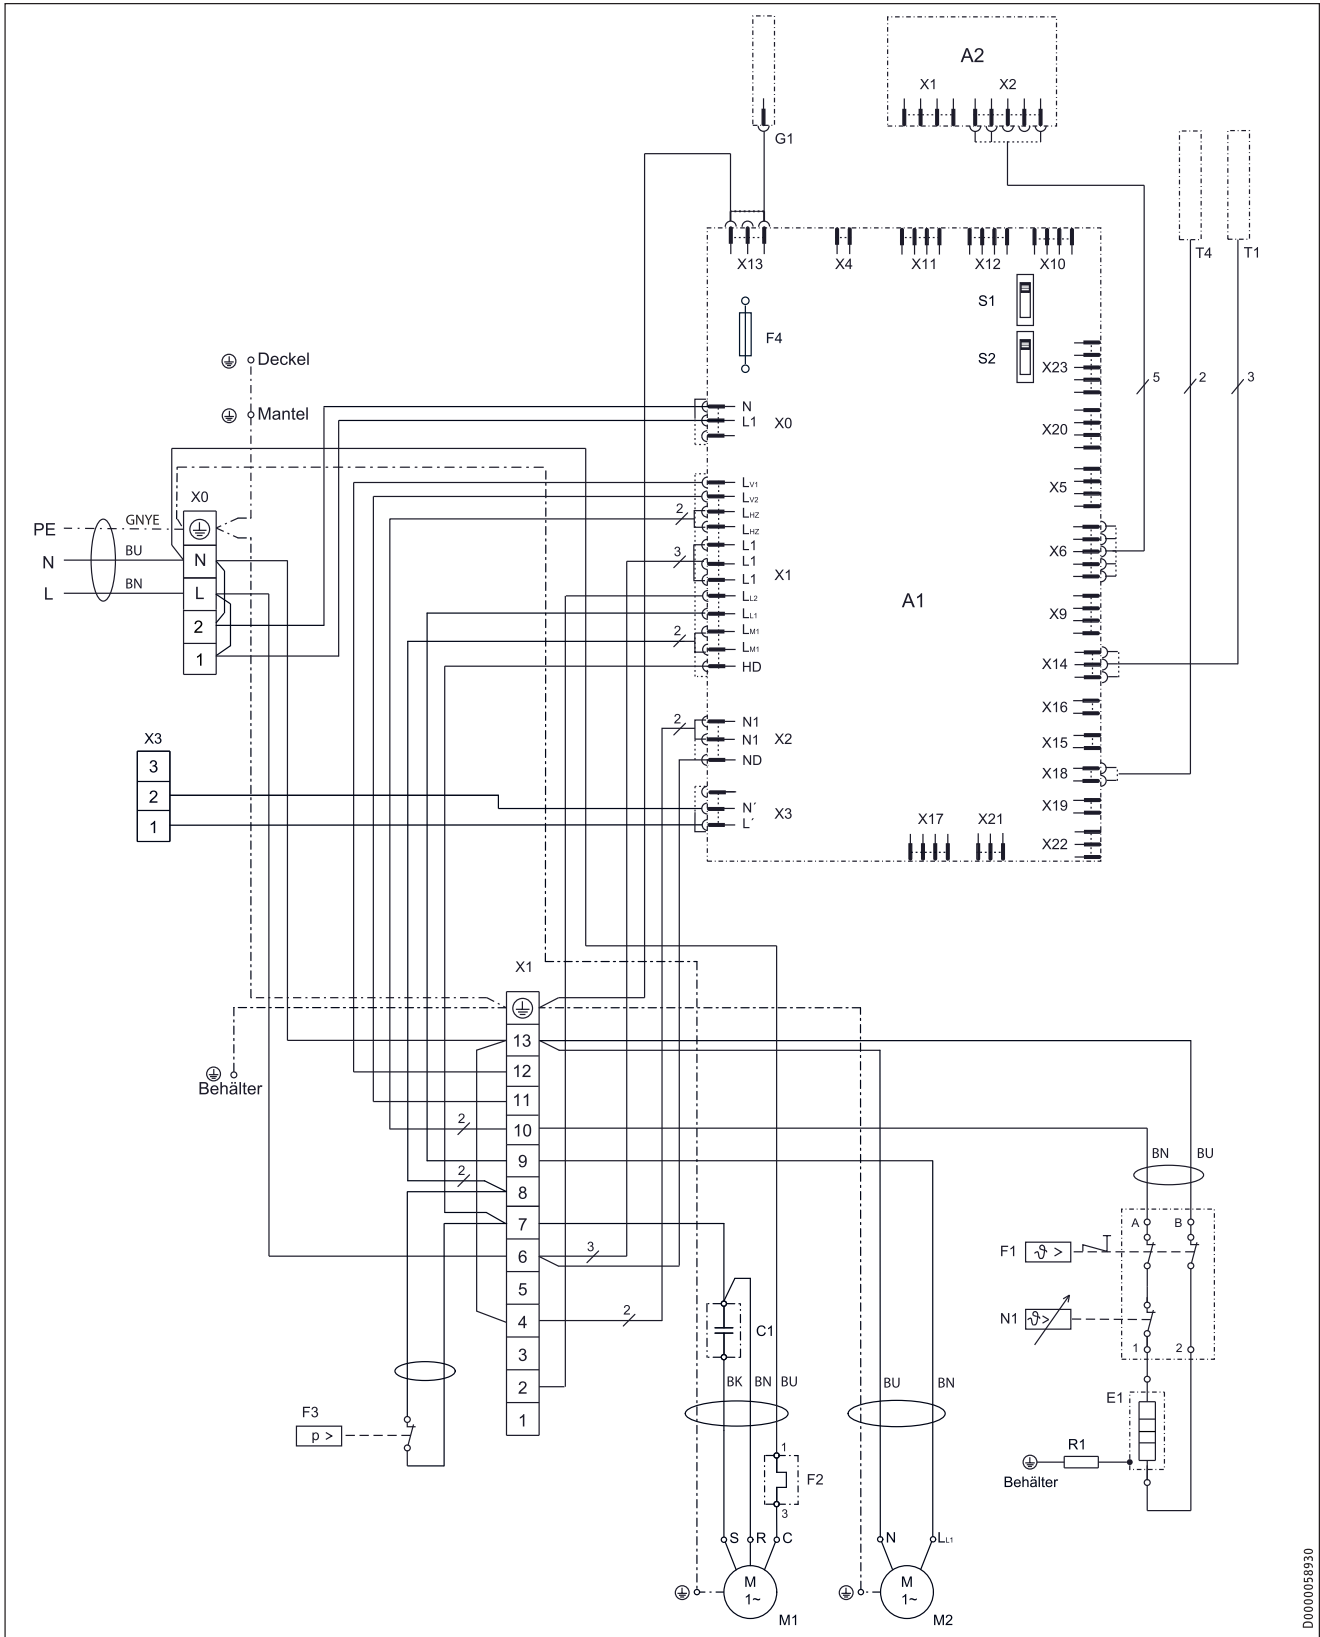 A2
X1 X2
G1
T4 T1
X13 X4 X11 X12 X10
S1
F4
S2
X23
5 2 3
Deckel
Mantel
N
L1 X0
X20
X0
PE GNYE
N BU N
L BN L
2
1
LV1
LV2
2 LHZ
LHZ
L1
3 L1
L1
X1
LL2
LL1
LM1
2 LM1
HD
X5
X6
A1
X9
X14
X16
X15
X18
X19
X22
2 N1
N1 X2
ND
X3
3
2
1
N´ X3
L´
X17 X21
X1
13
12
11
2 10
9
2 8
7
6 3
5
4 2
3
2
1
Behälter
BN BU
A B
F1 ϑ >
N1 ϑ>
1 2
C1
BK BN BU
BU BN
F3
p >
E1
R1
Behälter
1
F2
3
S R C
N LL1
M
1~
M1
M
1~
M2
D0000058930